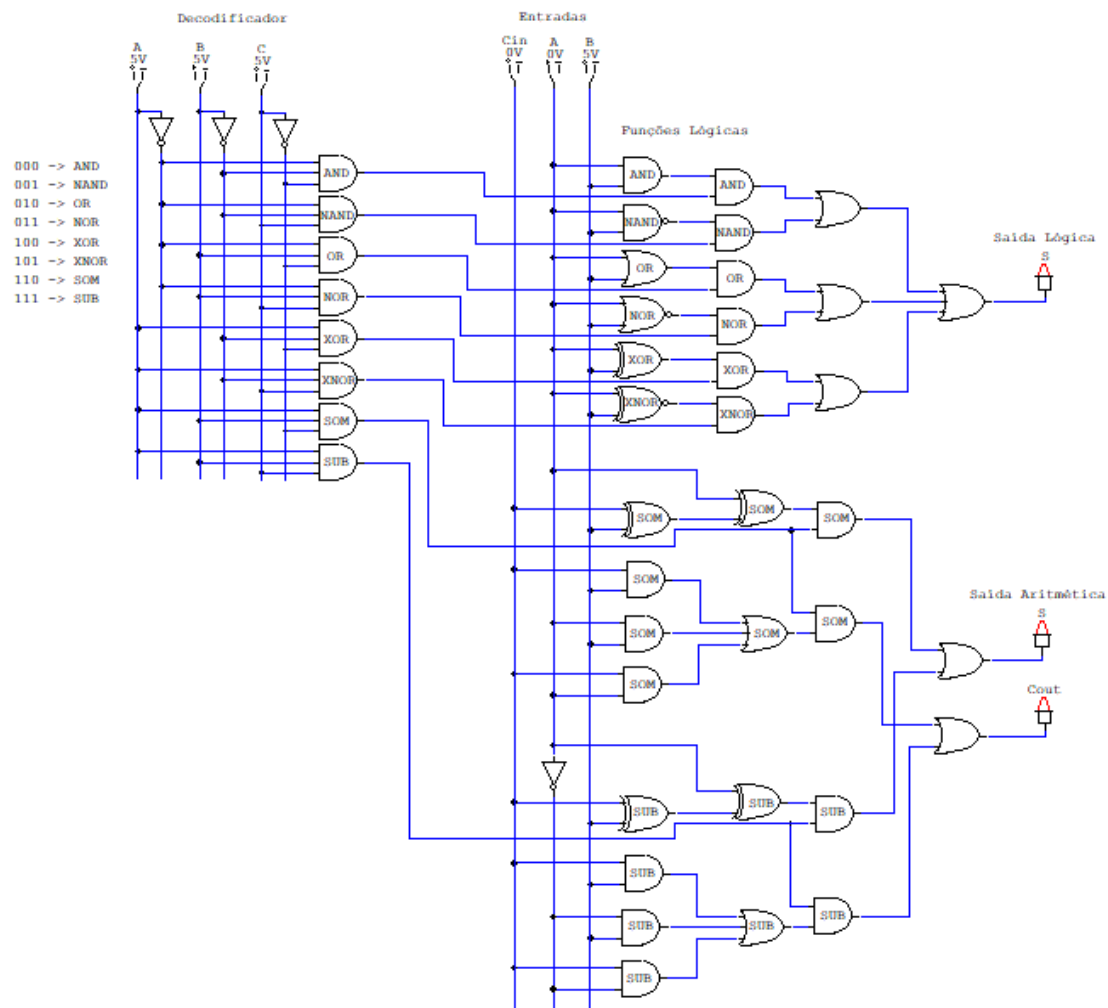 Decodificador
Entradas
A
5V
B
5V
C
5V
Cin
0V
A
0V
B
5V
Funções Lógicas
000 -> AND
001 -> NAND
010 -> OR
011 -> NOR
100 -> XOR
101 -> XNOR
110 -> SOM
111 -> SUB
AND
NAND
OR
NOR
XOR
XNOR
SOM
SUB
AND
NAND
OR
NOR
XOR
XNOR
AND
NAND
OR
NOR
XOR
XNOR
Saída Lógica
S
SOM
SOM
SOM
SOM
SOM
SOM
SOM
SOM
Saída Aritmética
S
Cout
SUB
SUB
SUB
SUB
SUB
SUB
SUB
SUB